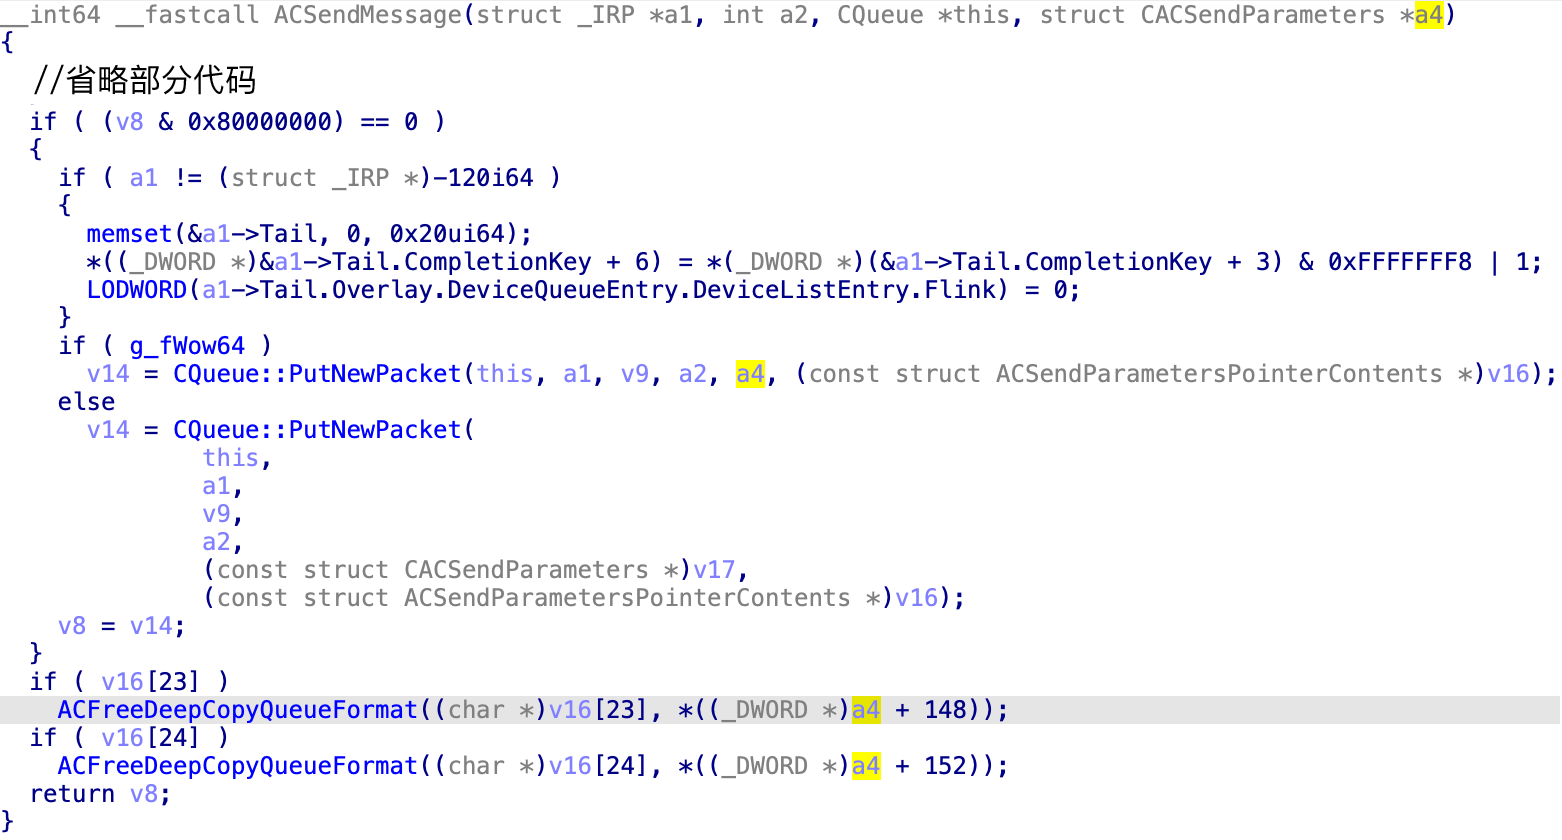 __int64 __fastcall ACSendMessage(struct _IRP *a1, int a2, CQueue *this, struct CACSendParameters *a4)
{
//省略部分代码
if ( (v8 & 0x80000000) == 0 )
{
if ( a1 != (struct _IRP *)-120i64 )
{
memset(&a1->Tail, 0, 0x20ui64);
*((_DWORD *)&a1->Tail.CompletionKey + 6) = *(_DWORD *)(&a1->Tail.CompletionKey + 3) & 0xFFFFFFF8 | 1;
LODWORD(a1->Tail.Overlay.DeviceQueueEntry.DeviceListEntry.Flink) = 0;
}
if ( g_fWow64 )
v14 = CQueue::PutNewPacket(this, a1, v9, a2, a4, (const struct ACSendParametersPointerContents *)v16);
else
v14 = CQueue::PutNewPacket(
this,
a1,
v9,
a2,
(const struct CACSendParameters *)v17,
(const struct ACSendParametersPointerContents *)v16);
v8 = v14;
}
if ( v16[23] )
ACFreeDeepCopyQueueFormat((char *)v16[23], *((_DWORD *)a4 + 148));
if ( v16[24] )
ACFreeDeepCopyQueueFormat((char *)v16[24], *((_DWORD *)a4 + 152));
return v8;
}